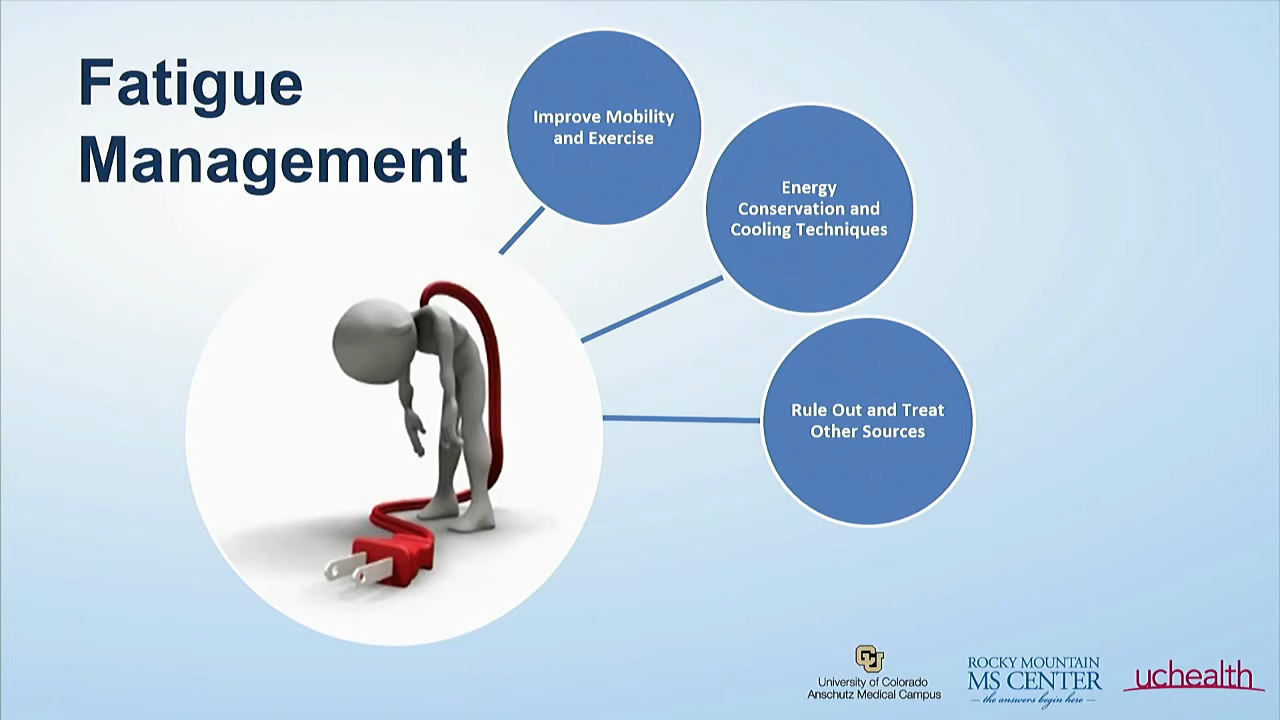 Fatigue
Management
Improve Mobility
and Exercise
Energy
Conservation and
Cooling Techniques
Rule Out and Treat
Other Sources
CU
University of Colorado
Anschutz Medical Campus
ROCKY MOUNTAIN
MS CENTER
the answers begin here
uchealth